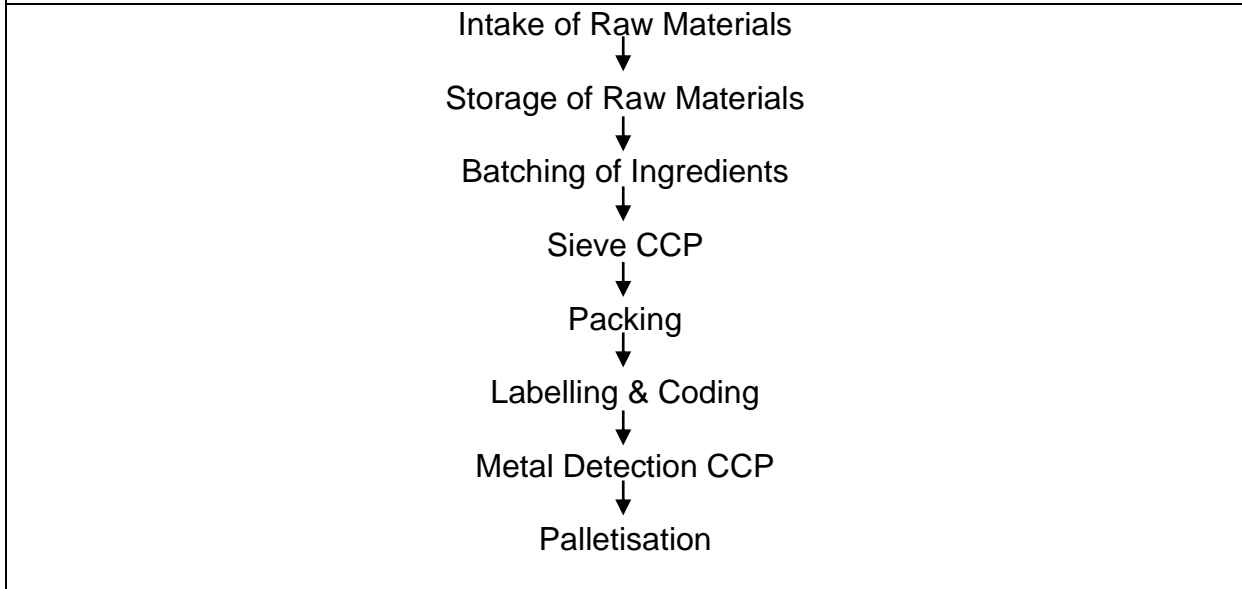 Intake of Raw Materials
Storage of Raw Materials
Batching of Ingredients
Sieve CCP
Packing
Labelling & Coding
Metal Detection CCP
Palletisation